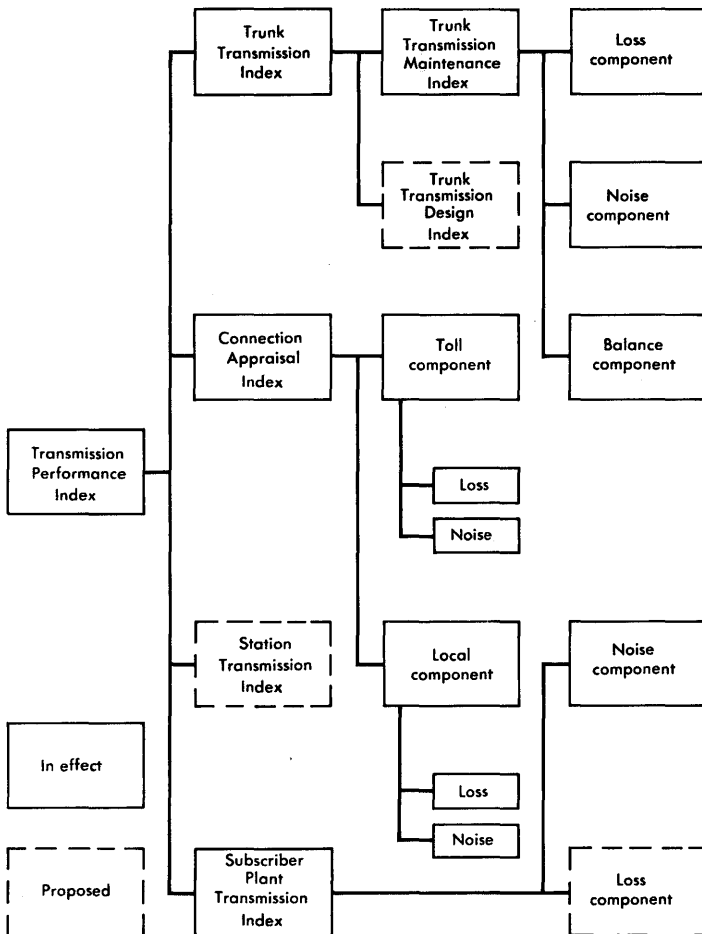 Trunk
Transmission
Index
Trunk
Transmission
Maintenance
Index
Loss
component
Trunk
Transmission
Design
Index
Noise
component
Connection
Appraisal
Index
Toll
component
Balance
component
Transmission
Performance
Index
Loss
Noise
Station
Transmission
Index
Local
component
Noise
component
In effect
Loss
Noise
Proposed
Subscriber
Plant
Transmission
Index
Loss
component